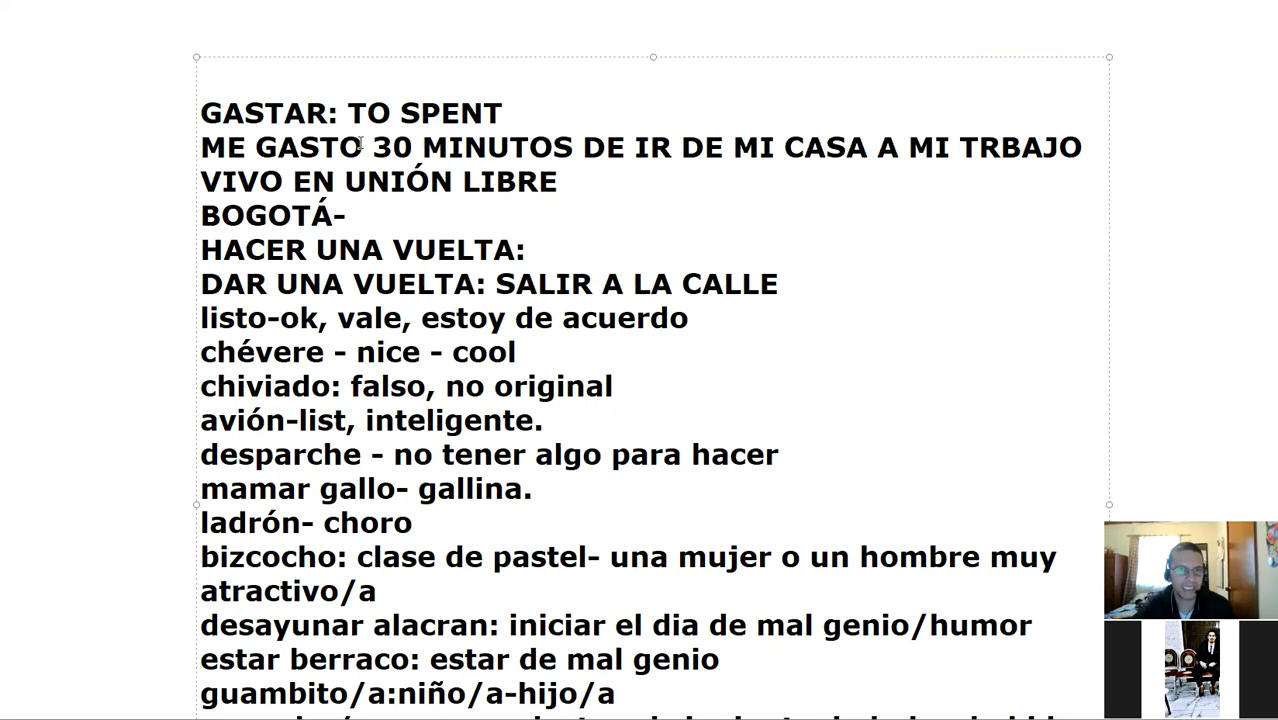 GASTAR: TO SPENT
ME GASTO 30 MINUTOS DE IR DE MI CASA A MI TRBAJO
VIVO EN UNIÓN LIBRE
BOGOTÁ-
HACER UNA VUELTA:
DAR UNA VUELTA: SALIR A LA CALLE
listo-ok, vale, estoy de acuerdo
chévere - nice - cool
chiviado: falso, no original
avión-list, inteligente.
desparche - no tener algo para hacer
mamar gallo- gallina.
ladrón- choro
bizcocho: clase de pastel- una mujer o un hombre muy
atractivo/a
desayunar alacran: iniciar el dia de mal genio/humor
estar berraco: estar de mal genio
guambito/a:niño/a-hijo/a